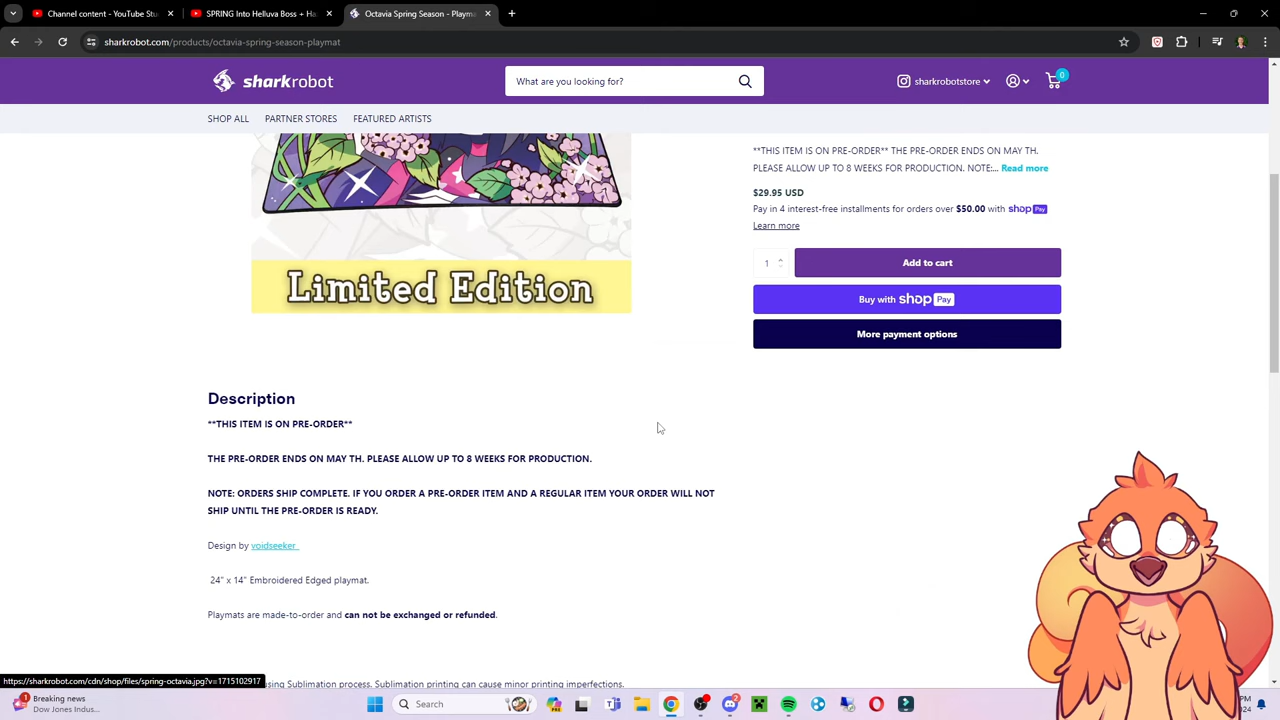 Channel content - YouTube Stu
SPRING Into Helluva Boss + Ha
Octavia Spring Season - Playma
sharkrobot.com/products/octavia-spring-season-playmat
sharkrobot
What are you looking for?
sharkrobotstore
0
SHOP ALL
PARTNER STORES
FEATURED ARTISTS
**THIS ITEM IS ON PRE-ORDER** THE PRE-ORDER ENDS ON MAY TH.
PLEASE ALLOW UP TO 8 WEEKS FOR PRODUCTION. NOTE:... Read more
$29.95 USD
Pay in 4 interest-free installments for orders over $50.00 with shop Pay
Learn more
1
Add to cart
Buy with shop Pay
More payment options
Limited Edition
Description
**THIS ITEM IS ON PRE-ORDER**
THE PRE-ORDER ENDS ON MAY TH. PLEASE ALLOW UP TO 8 WEEKS FOR PRODUCTION.
NOTE: ORDERS SHIP COMPLETE. IF YOU ORDER A PRE-ORDER ITEM AND A REGULAR ITEM YOUR ORDER WILL NOT
SHIP UNTIL THE PRE-ORDER IS READY.
Design by voidseeker_
24" x 14" Embroidered Edged playmat.
Playmats are made-to-order and can not be exchanged or refunded.
https://sharkrobot.com/cdn/shop/files/spring-octavia.jpg?v=1715102917
using Sublimation process. Sublimation printing can cause minor printing imperfections.
1
Breaking news
Dow Jones Indus...
Search
2